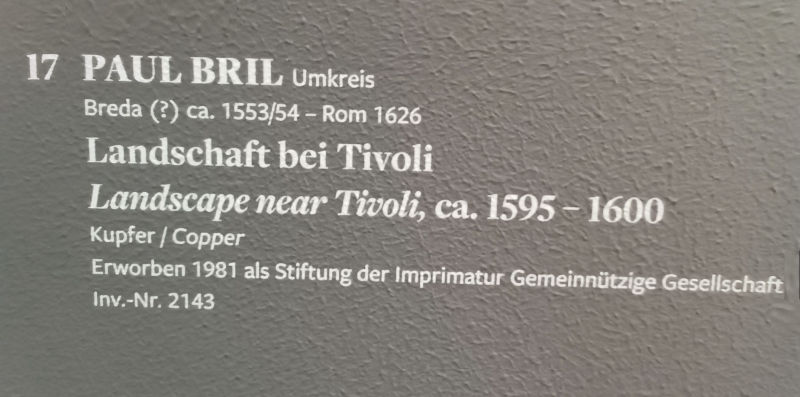 17 PAUL BRIL Umkreis
Breda (?) ca. 1553/54 – Rom 1626
Landschaft bei Tivoli
Landscape near Tivoli, ca. 1595 – 1600
Kupfer / Copper
Erworben 1981 als Stiftung der Imprimatur Gemeinnützige Gesellschaft
Inv.-Nr. 2143